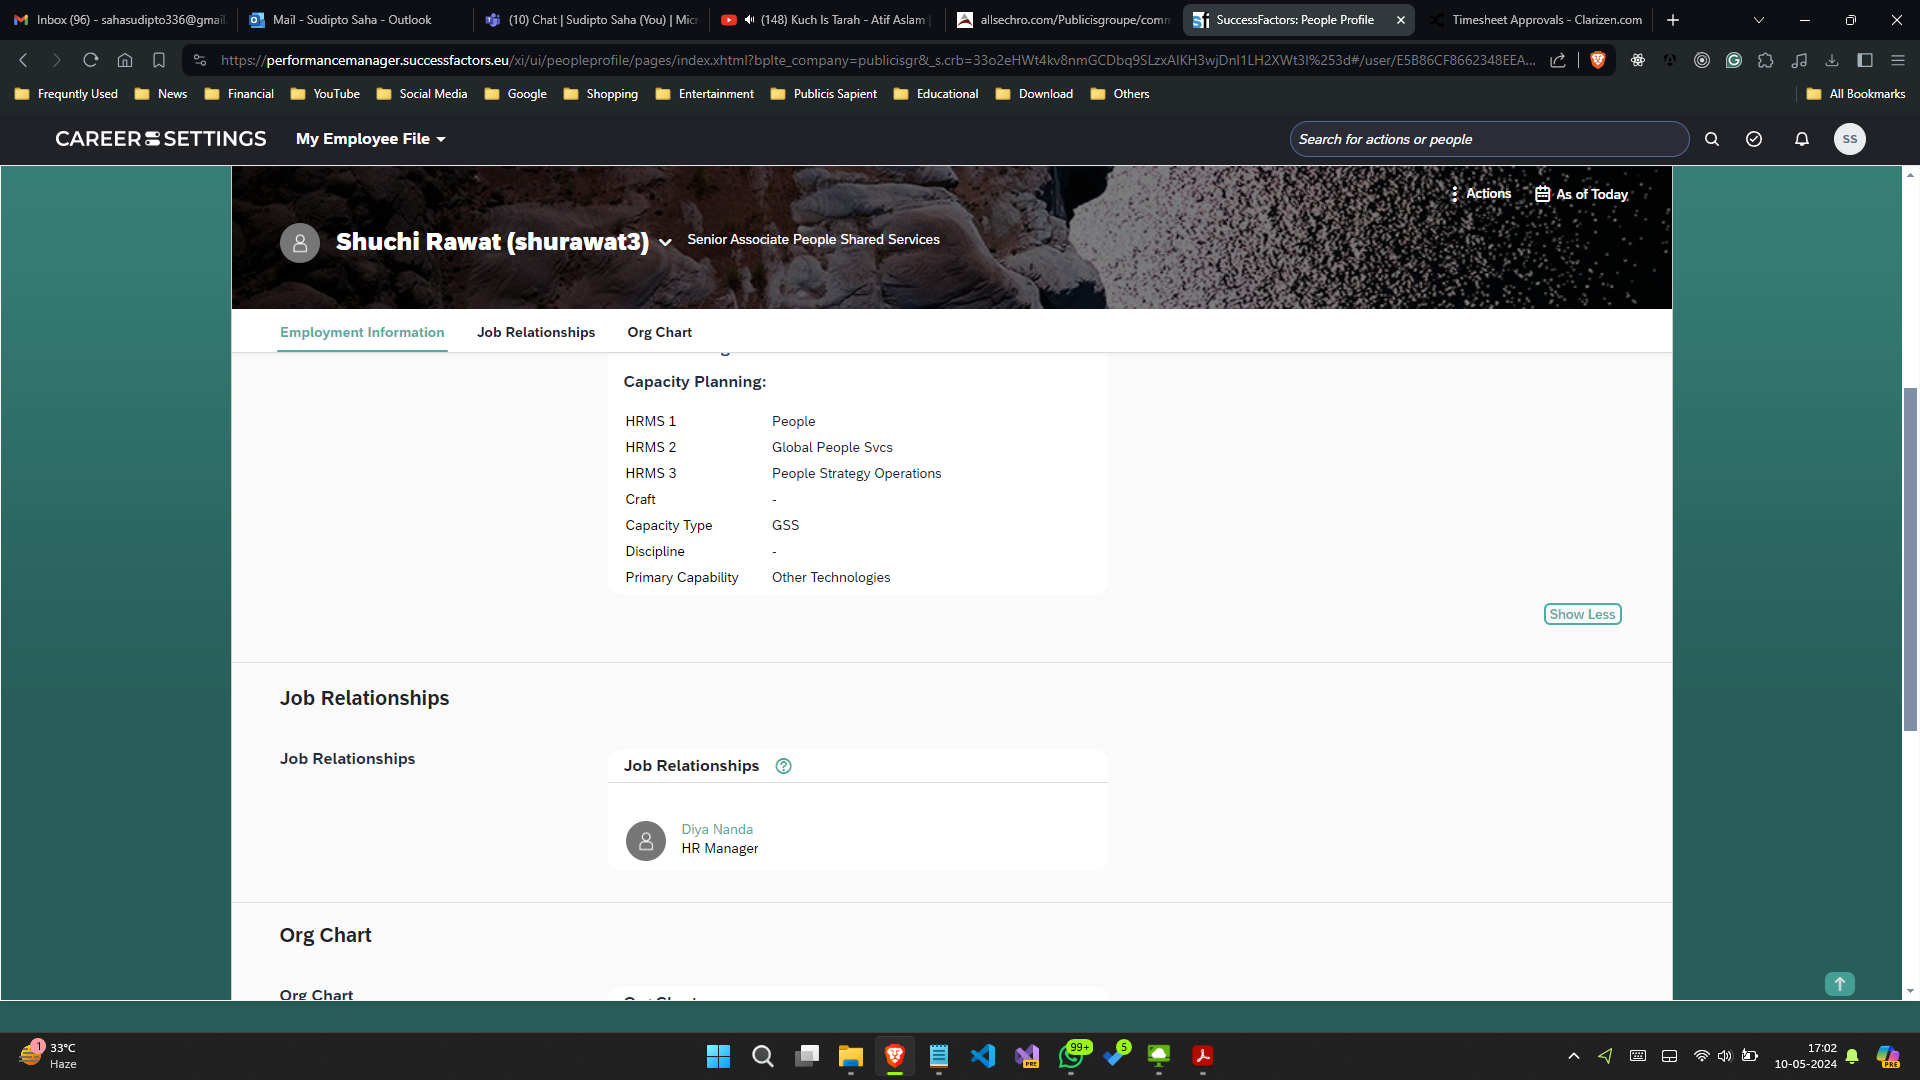 Inbox (96) - sahasudipto336@gmail
Mail - Sudipto Saha - Outlook
(10) Chat | Sudipto Saha (You) | Micr
(148) Kuch Is Tarah - Atif Aslam |
allsechro.com/Publicisgroupe/comm
SuccessFactors: People Profile
Timesheet Approvals - Clarizen.com
https://performancemanager.successfactors.eu/xi/ui/peopleprofile/pages/index.xhtml?bplte_company=publicisgr&_s.crb=33o2eHWt4kv8nmGCDbq9SLzxAIKH3wjDnl1LH2XWt3I%253d#/user/E5B86CF8662348EEA...
Frequntly Used
News
Financial
YouTube
Social Media
Google
Shopping
Entertainment
Publicis Sapient
Educational
Download
Others
All Bookmarks
CAREER SETTINGS
My Employee File
Search for actions or people
SS
Actions
As of Today
Shuchi Rawat (shurawat3)
Senior Associate People Shared Services
Employment Information
Job Relationships
Org Chart
Capacity Planning:
HRMS 1 People
HRMS 2 Global People Svcs
HRMS 3 People Strategy Operations
Craft -
Capacity Type GSS
Discipline -
Primary Capability Other Technologies
Show Less
Job Relationships
Job Relationships
Job Relationships
Diya Nanda
HR Manager
Org Chart
Org Chart
Org Chart
1
33°C
Haze
PRE
99+
5
17:02
10-05-2024
PRE